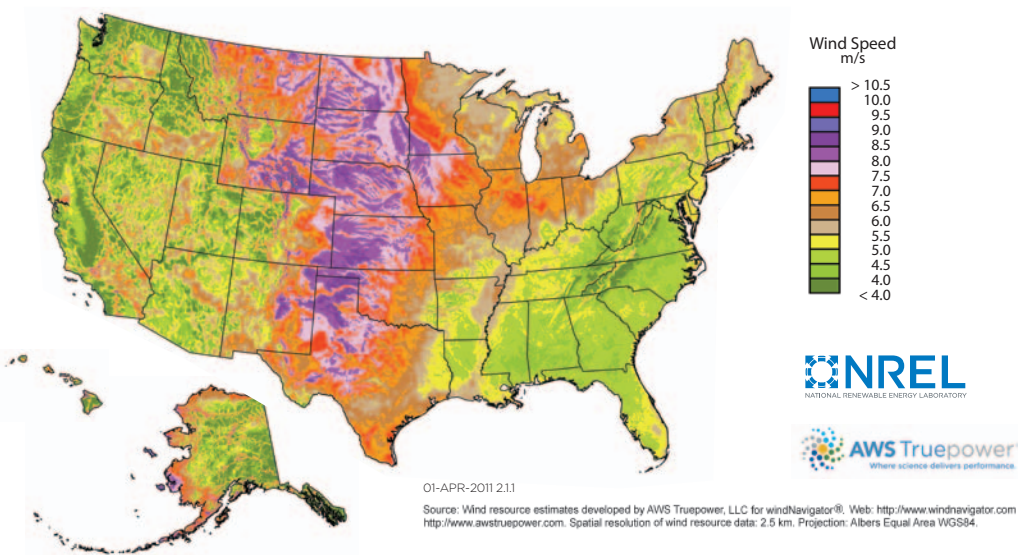 Wind Speed
m/s
> 10.5
10.0
9.5
9.0
8.5
8.0
7.5
7.0
6.5
6.0
5.5
5.0
4.5
< 4.0
NREL
NATIONAL RENEWABLE ENERGY LABORATORY
AWS Truepower
Where science delivers performance.
01-APR-2011 2.1.1
Source: Wind resource estimates developed by AWS Truepower, LLC for windNavigator®. Web: http://www.windnavigator.com
http://www.awstruepower.com. Spatial resolution of wind resource data: 2.5 km. Projection: Albers Equal Area WGS84.